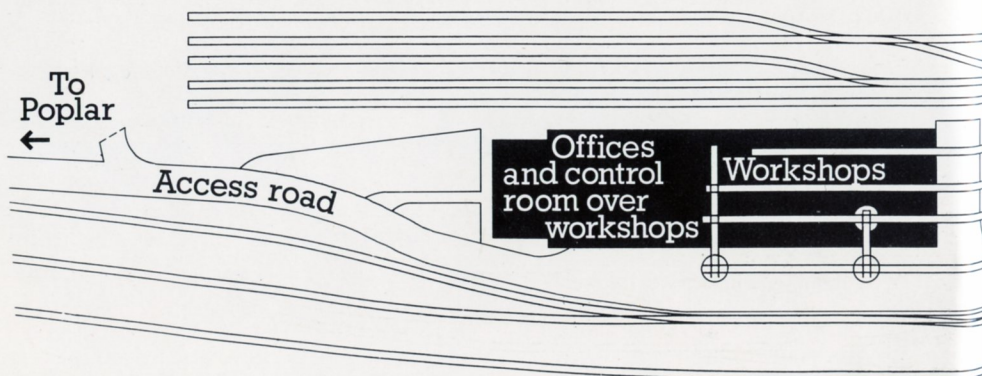 To
Poplar
←
Access road
Offices
and control
room over
workshops
Workshops